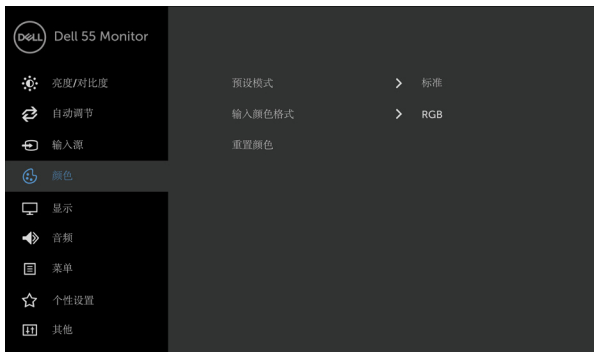 DELL Dell 55 Monitor
亮度/对比度 预设模式 标准
自动调节 输入颜色格式 RGB
输入源 重置颜色
颜色
显示
音频
菜单
个性设置
其他